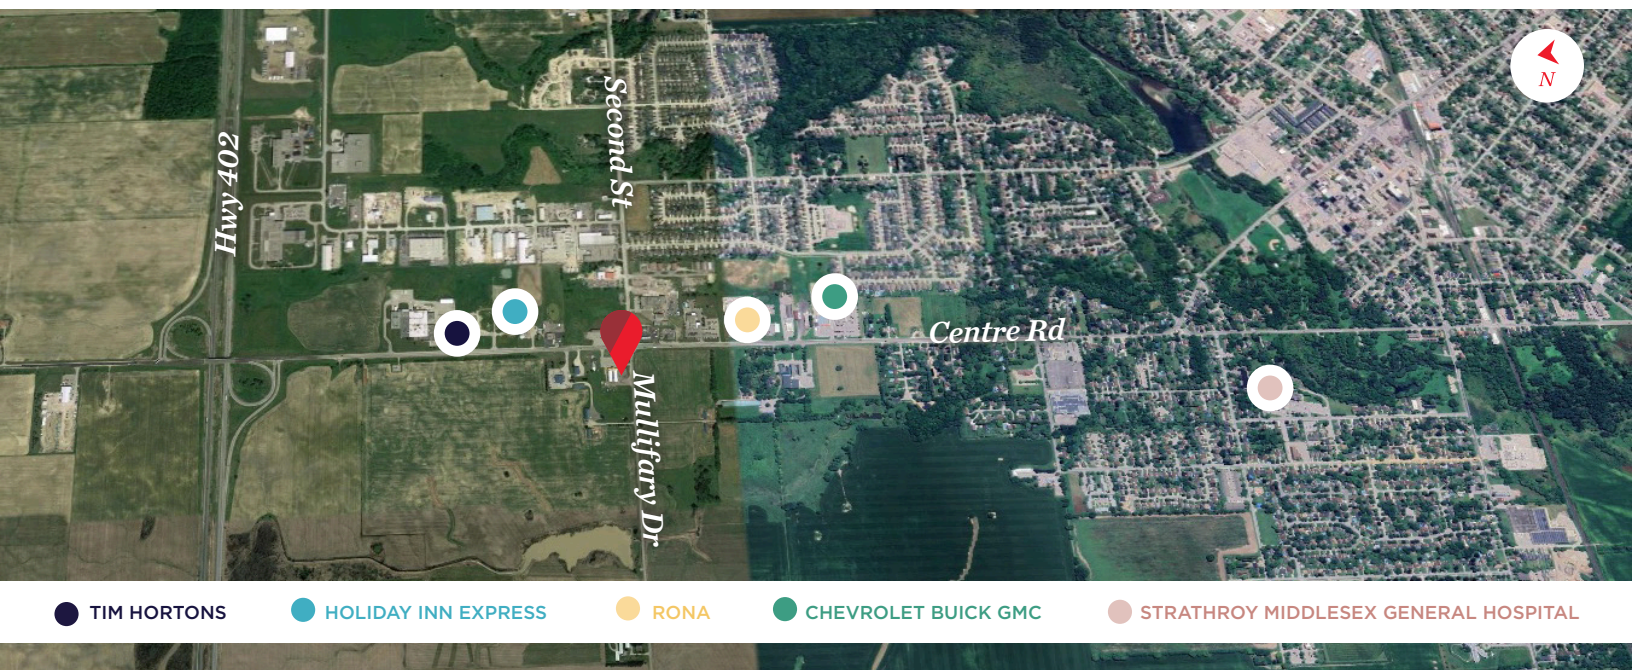 N
Second St
Hwy 402
Centre Rd
Mullifary Dr
TIM HORTONS
HOLIDAY INN EXPRESS
RONA
CHEVROLET BUICK GMC
STRATHROY MIDDLESEX GENERAL HOSPITAL